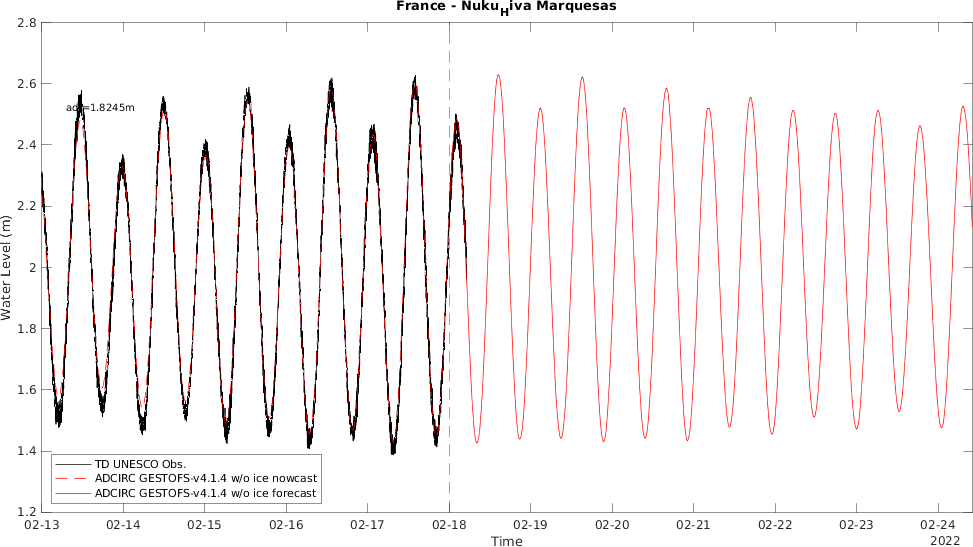 France - Nuku_Hiva Marquesas
2.8
2.6
2.4
2.2
2
1.8
1.6
1.4
1.2
Water Level (m)
=1.8245m
TD UNESCO Obs.
ADCIRC GESTOFS-v4.1.4 w/o ice nowcast
ADCIRC GESTOFS-v4.1.4 w/o ice forecast
02-13 02-14 02-15 02-16 02-17 02-18 02-19 02-20 02-21 02-22 02-23 02-24
Time
2022